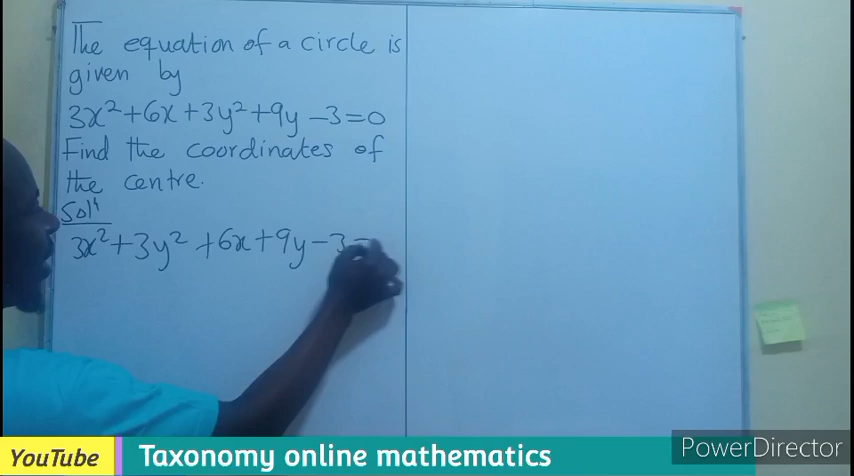 The equation of a circle is
given by
3x²+6x+3y²+9y-3=0
Find the coordinates of
the centre.
Solⁿ
3x²+3y²+6x+9y-3=
YouTube
Taxonomy online mathematics
PowerDirector